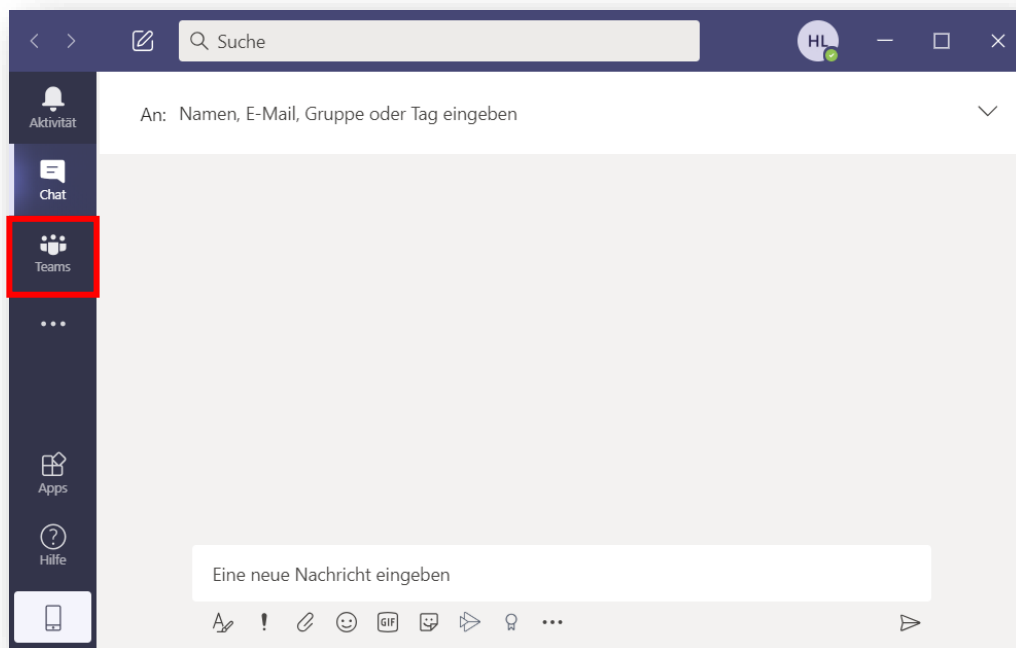 Suche
HL
Aktivität
An: Namen, E-Mail, Gruppe oder Tag eingeben
Chat
Teams
Apps
Hilfe
Eine neue Nachricht eingeben
GIF